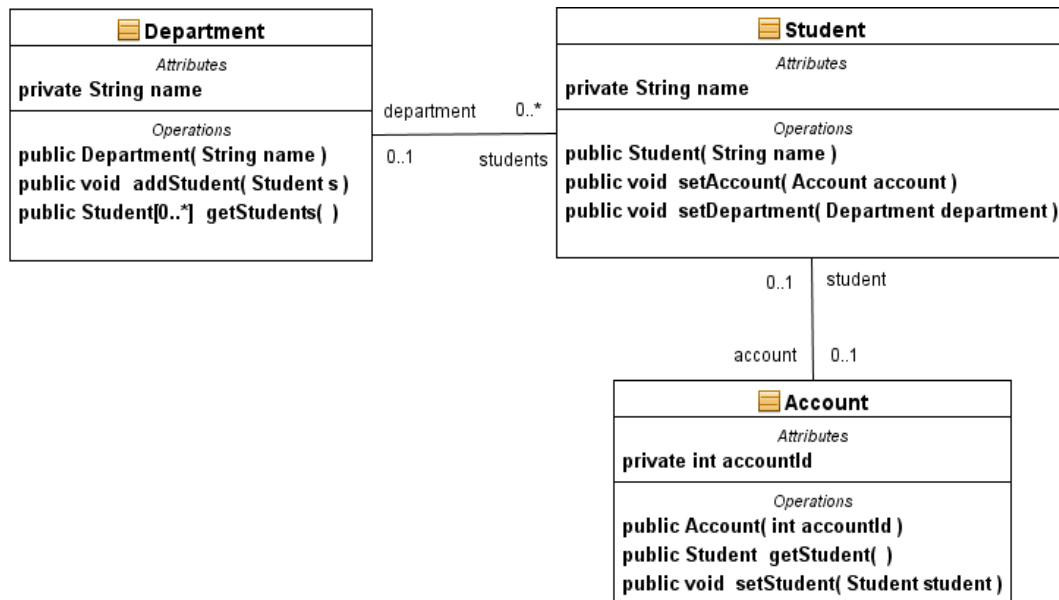 Department
Attributes
private String name
Operations
public Department( String name )
public void addStudent( Student s )
public Student[0..*] getStudents( )
department 0..*
0..1 students
Student
Attributes
private String name
Operations
public Student( String name )
public void setAccount( Account account )
public void setDepartment( Department department )
0..1 student
account 0..1
Account
Attributes
private int accountId
Operations
public Account( int accountId )
public Student getStudent( )
public void setStudent( Student student )